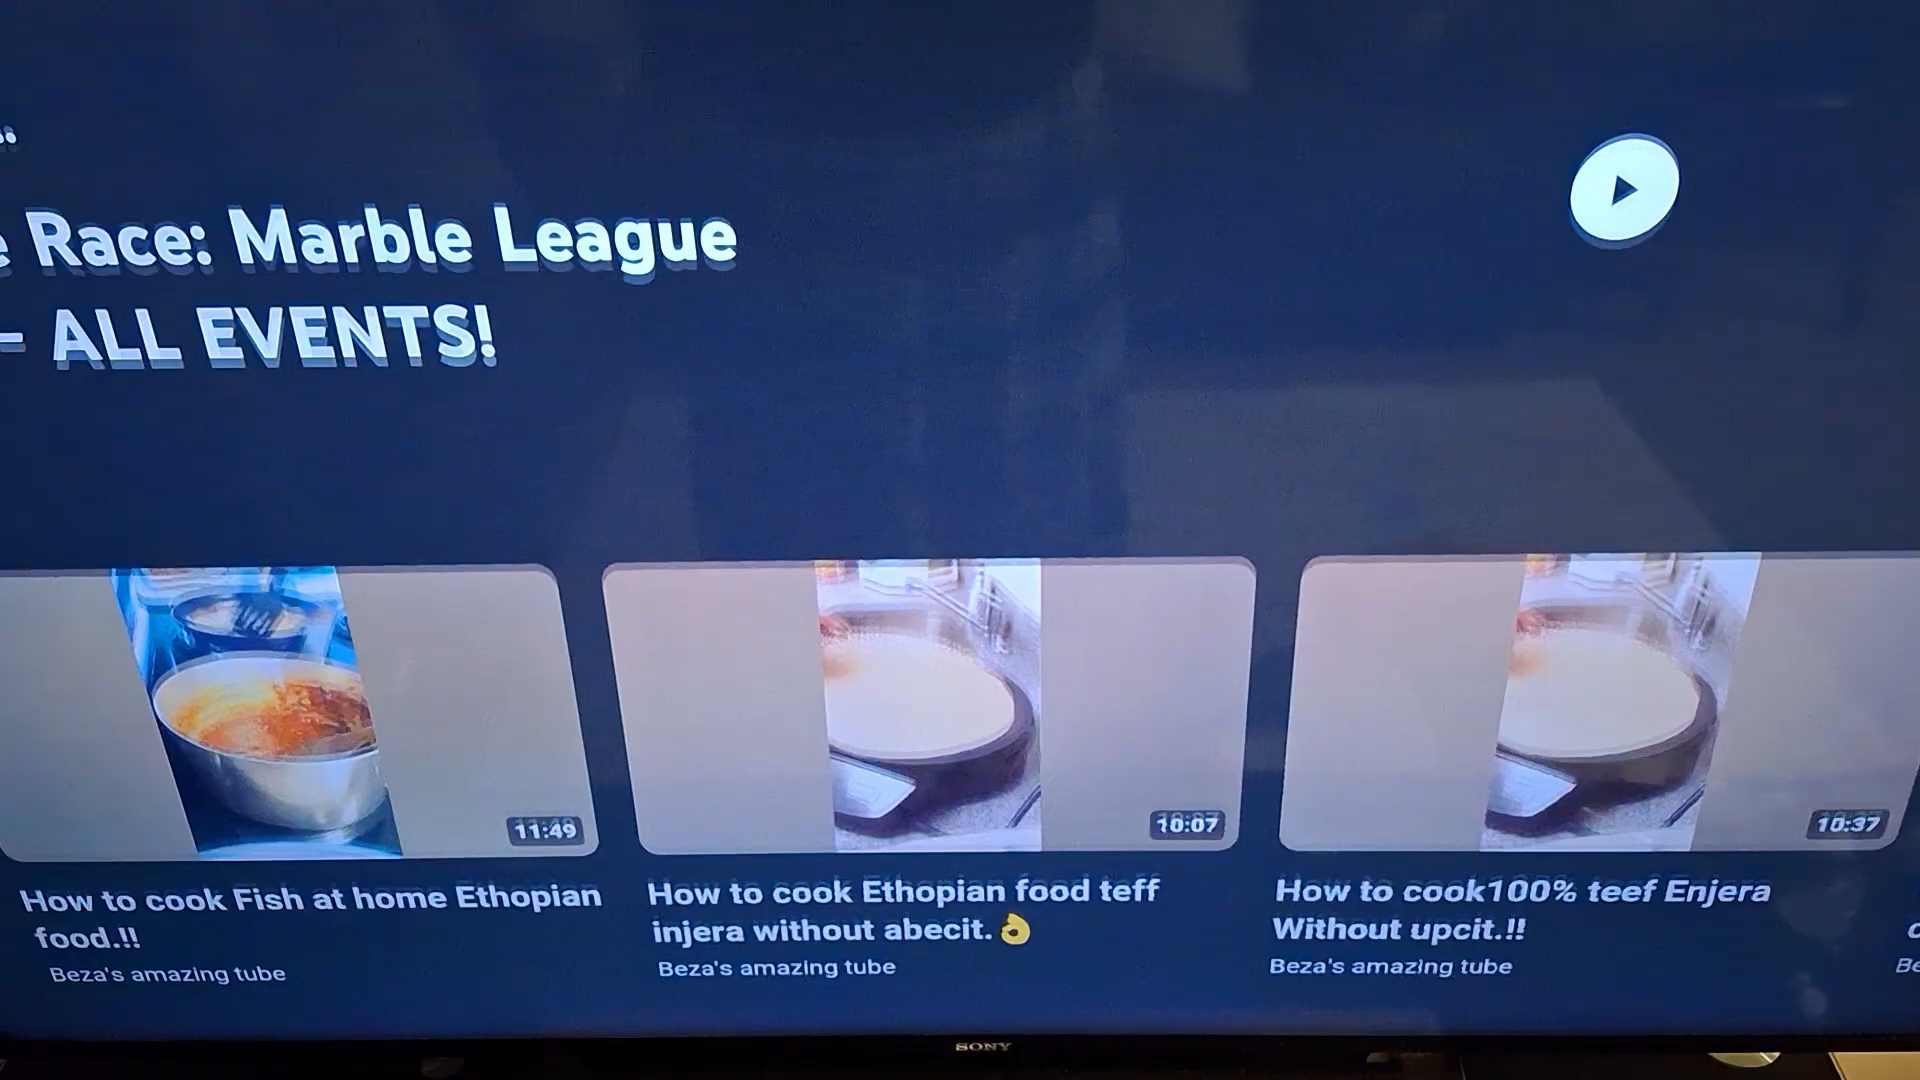 Race: Marble League
- ALL EVENTS!
11:49
10:07
10:37
How to cook Fish at home Ethopian
food.!!
Beza's amazing tube
How to cook Ethopian food teff
injera without abecit.👌
Beza's amazing tube
How to cook100% teef Enjera
Without upcit.!!
Beza's amazing tube
SONY